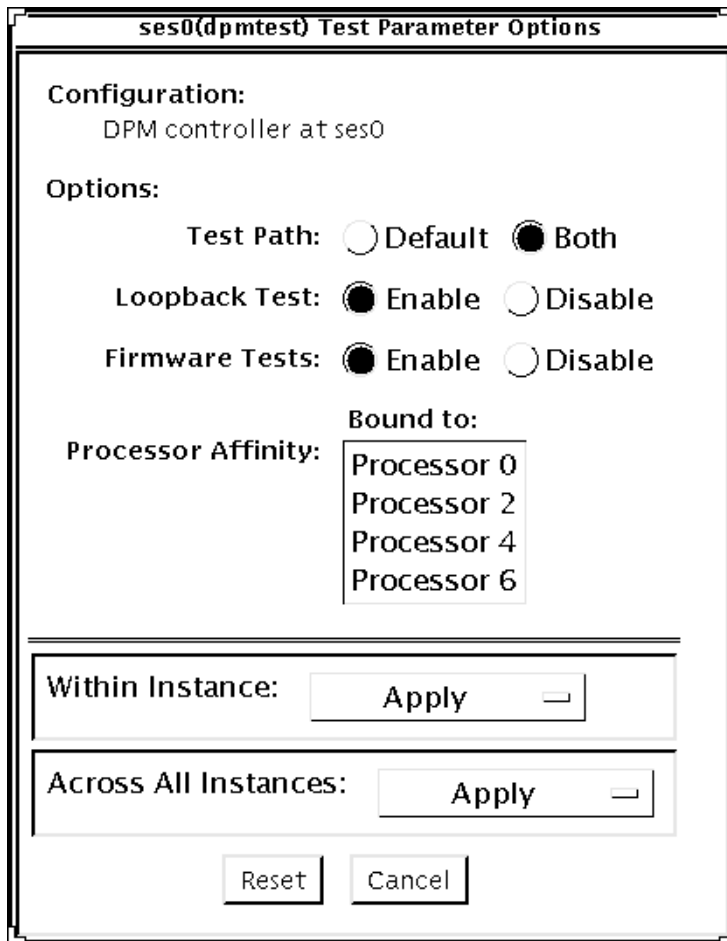 ses0(dpmtest) Test Parameter Options
Configuration:
DPM controller at ses0
Options:
Test Path: Default Both
Loopback Test: Enable Disable
Firmware Tests: Enable Disable
Bound to:
Processor Affinity:
Processor 0
Processor 2
Processor 4
Processor 6
Within Instance: Apply
Across All Instances: Apply
Reset Cancel